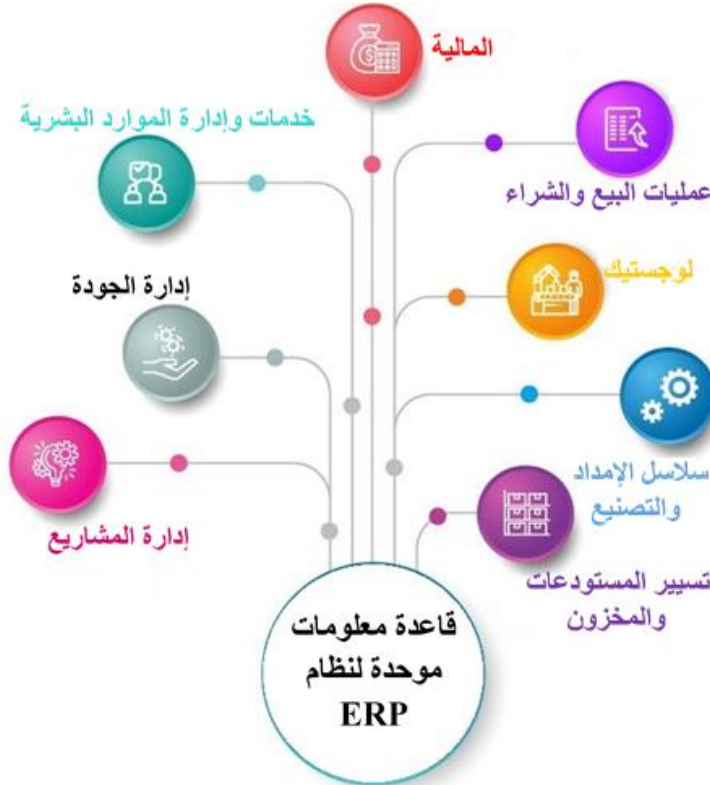 المالية
خدمات وإدارة الموارد البشرية
عمليات البيع والشراء
لوجستيك
إدارة الجودة
سلاسل الإمداد
والتصنيع
إدارة المشاريع
تسيير المستودعات
والمخزون
قاعدة معلومات
موحدة لنظام
ERP